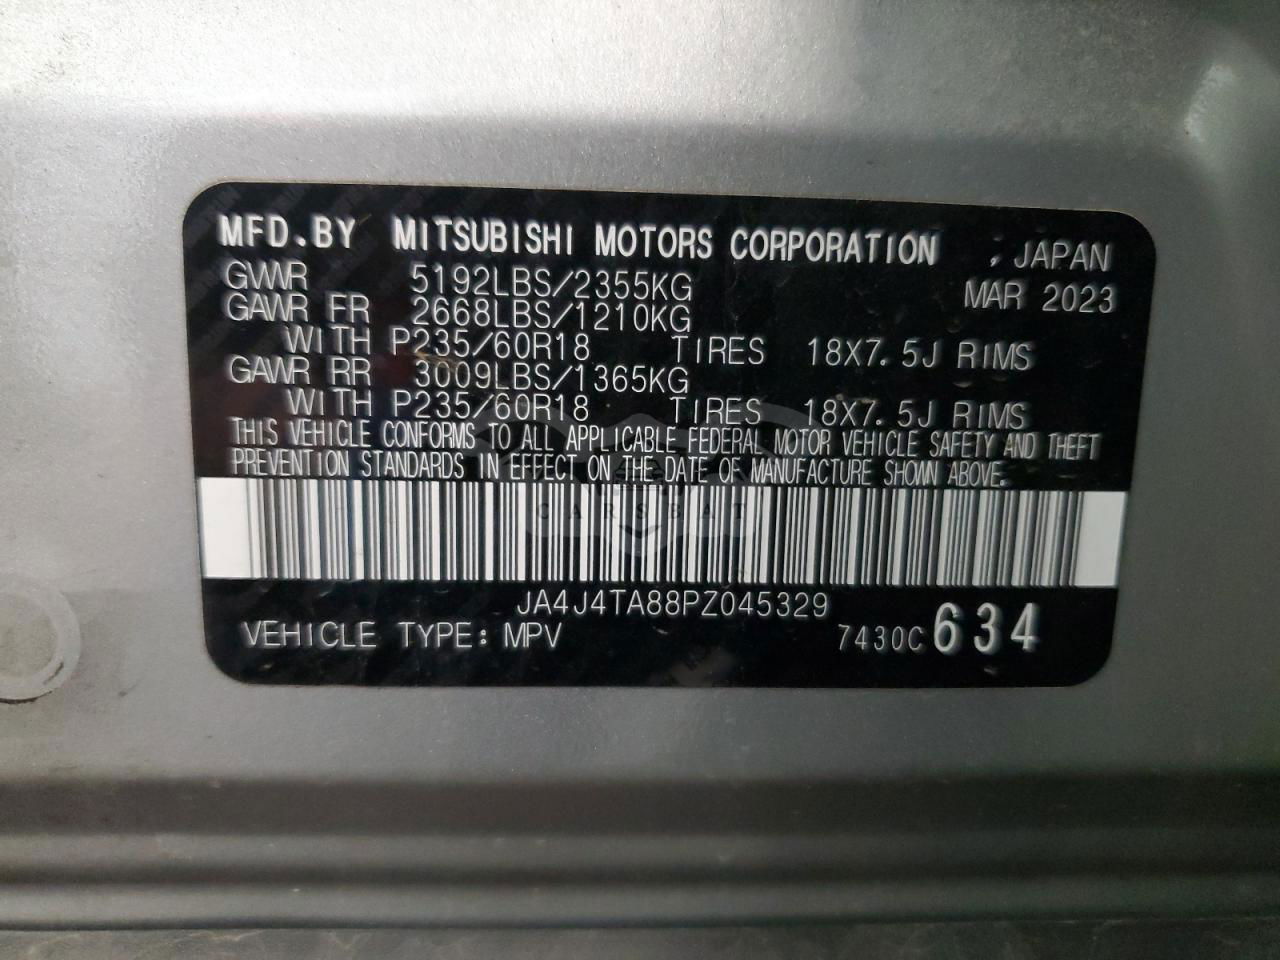 MFD.BY MITSUBISHI MOTORS CORPORATION , JAPAN
GVWR 5192LBS/2355KG MAR 2023
GAWR FR 2668LBS/1210KG
WITH P235/60R18 TIRES 18X7.5J RIMS
GAWR RR 3009LBS/1365KG
WITH P235/60R18 TIRES 18X7.5J RIMS
THIS VEHICLE CONFORMS TO ALL APPLICABLE FEDERAL MOTOR VEHICLE SAFETY AND THEFT
PREVENTION STANDARDS IN EFFECT ON THE DATE OF MANUFACTURE SHOWN ABOVE.
CARSBAT
JA4J4TA88PZ045329
VEHICLE TYPE: MPV 7430C 634